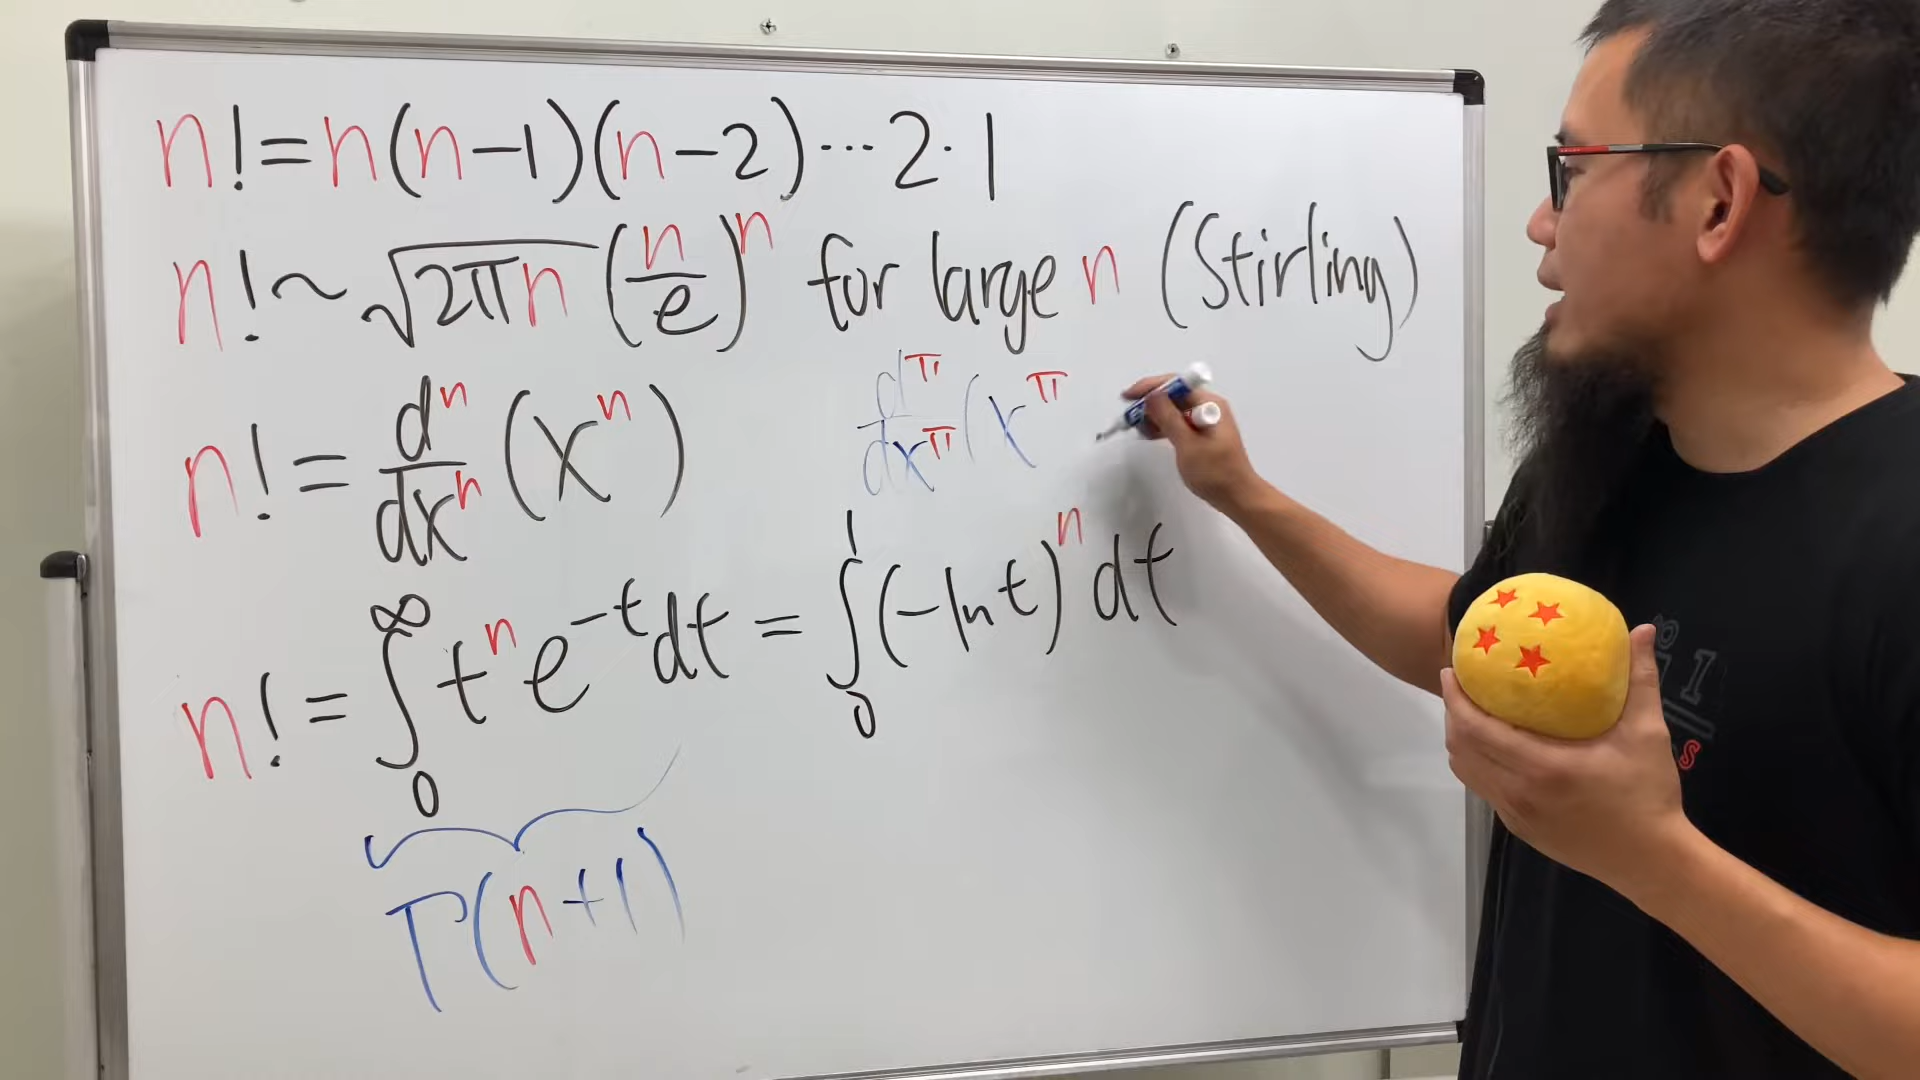 n! = n(n-1)(n-2)⋯2·1
n! ~ √2πn (n/e)^n for large n (Stirling)
n! = d^n/dx^n (x^n)
d^π/dx^π (x^π
n! = ∫_0^∞ t^n e^-t dt = ∫_0^1 (-ln t)^n dt
Γ(n+1)